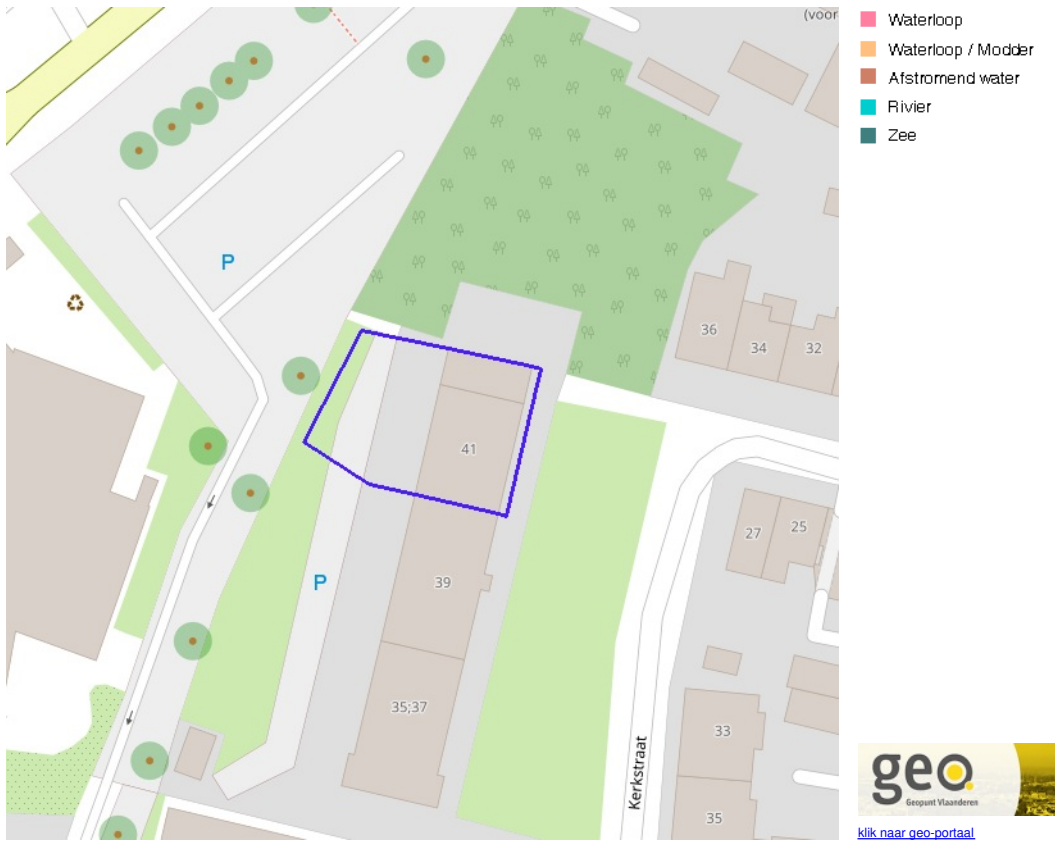 (voor-
Waterloop
Waterloop / Modder
Afstromend water
Rivier
Zee
P
36
34
32
41
27
25
39
P
35;37
33
35
Kerkstraat
geo
Geopunt Vlaanderen
klik naar geo-portaal